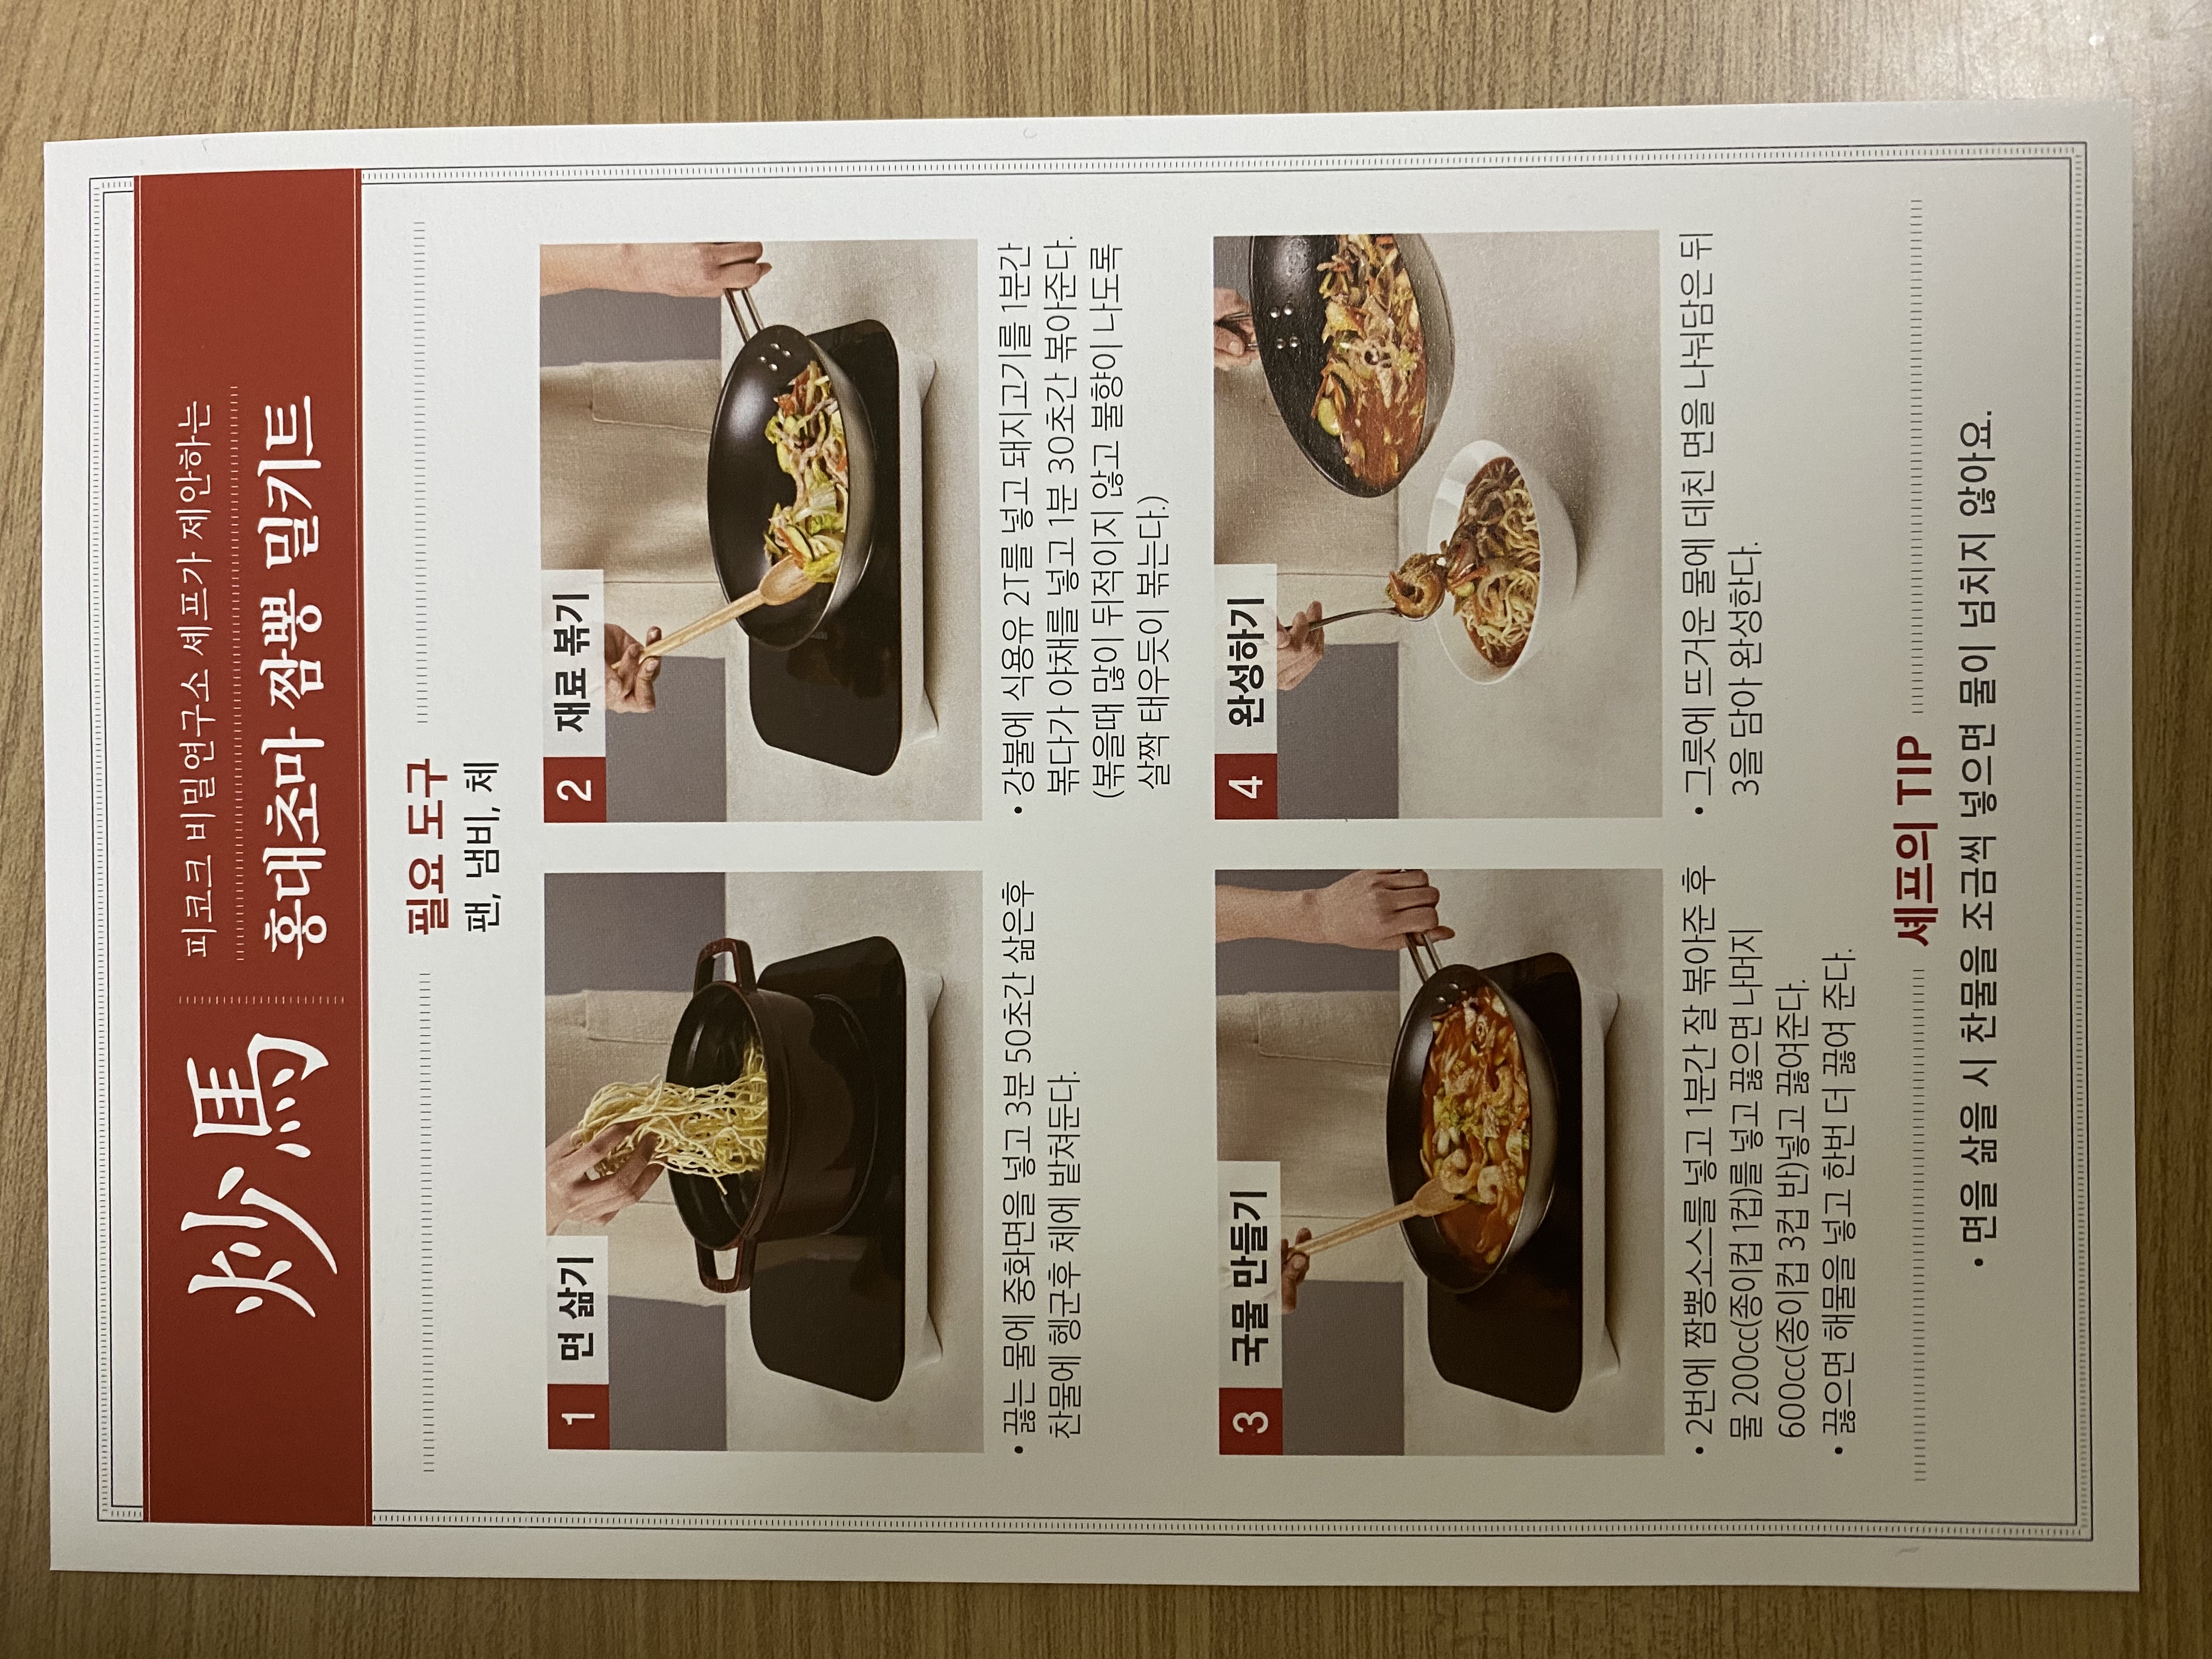 炒馬
피코크 비밀연구소 셰프가 제안하는
홍대초마 짬뽕 밀키트
필요 도구
팬, 냄비, 체
1 면 삶기
• 끓는 물에 중화면을 넣고 3분 50초간 삶은후
찬물에 헹군후 체에 밭쳐둔다.
2 재료 볶기
• 강불에 식용유 2T를 넣고 돼지고기를 1분간
볶다가 야채를 넣고 1분 30초간 볶아준다.
(볶을때 많이 뒤적이지 않고 불향이 나도록
살짝 태우듯이 볶는다.)
3 국물 만들기
• 2번에 짬뽕소스를 넣고 1분간 잘 볶아준 후
물 200cc(종이컵 1컵)를 넣고 끓으면 나머지
600cc(종이컵 3컵 반)넣고 끓여준다.
• 끓으면 해물을 넣고 한번 더 끓여 준다.
4 완성하기
• 그릇에 뜨거운 물에 데친 면을 나눠담은 뒤
3을 담아 완성한다.
셰프의 TIP
• 면을 삶을 시 찬물을 조금씩 넣으면 물이 넘치지 않아요.